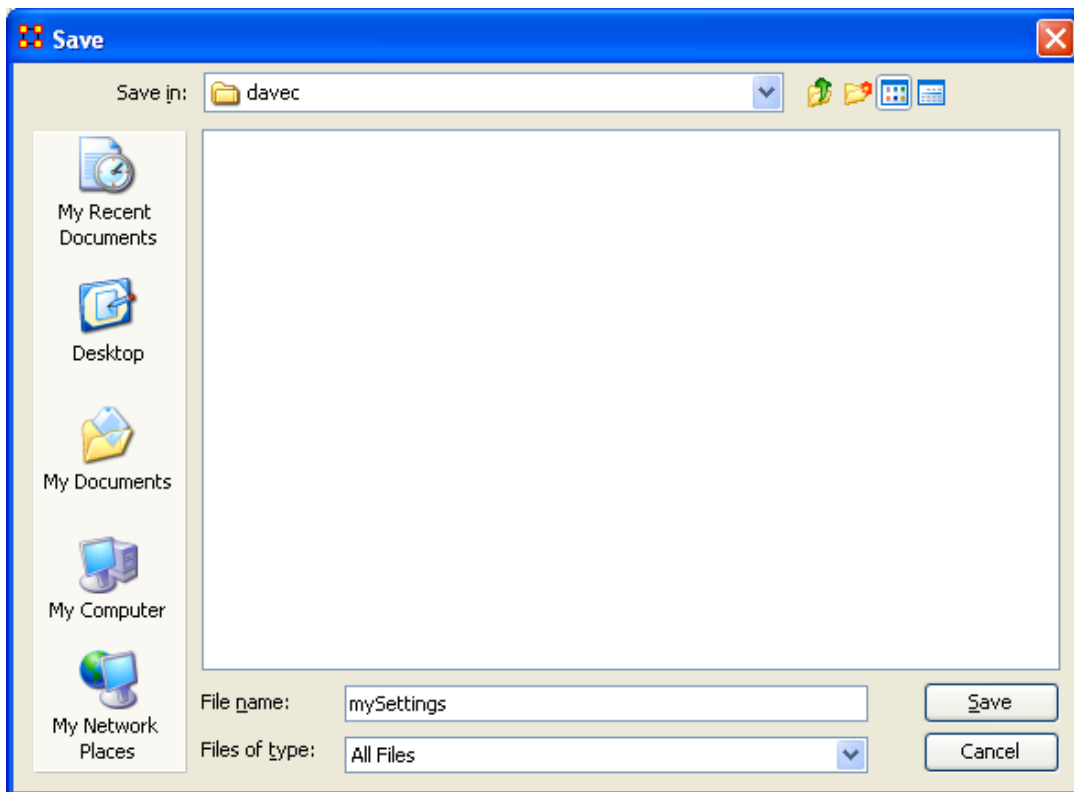 Save
Save in:
davec
My Recent
Documents
Desktop
My Documents
My Computer
My Network
Places
File name:
mySettings
Save
Files of type:
All Files
Cancel